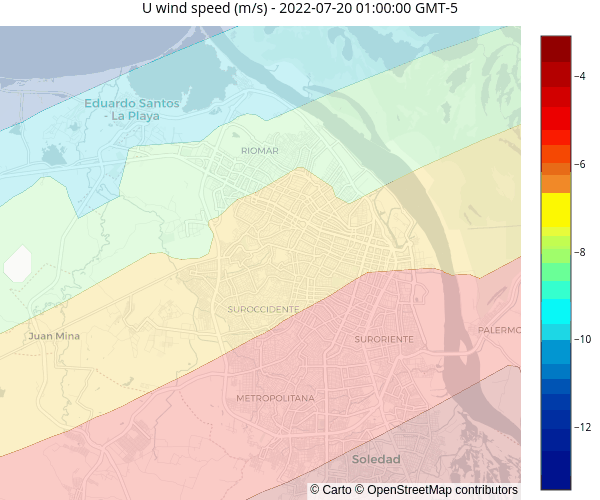 U wind speed (m/s) - 2022-07-20 01:00:00 GMT-5
Eduardo Santos
- La Playa
RIOMAR
SUROCCIDENTE
Juan Mina
SURORIENTE
PALERMO
METROPOLITANA
Soledad
© Carto © OpenStreetMap contributors
−4
−6
−8
−10
−12